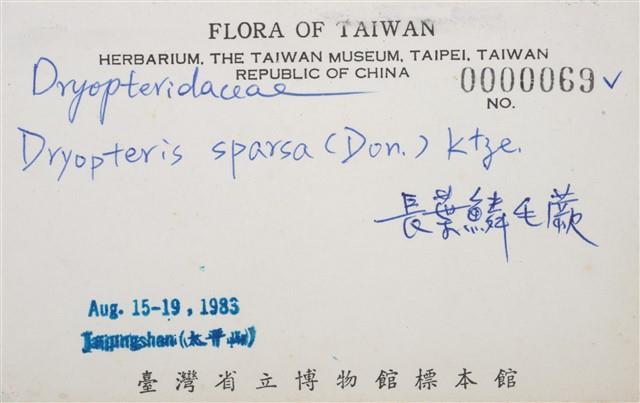 FLORA OF TAIWAN
HERBARIUM, THE TAIWAN MUSEUM, TAIPEI, TAIWAN
REPUBLIC OF CHINA
0000069 ✓
NO.
Dryopteridaceae
Dryopteris sparsa (Don.) Ktze.
長葉鱗毛蕨
Aug. 15-19, 1983
Taipingshan (太平山)
臺灣省立博物館標本館